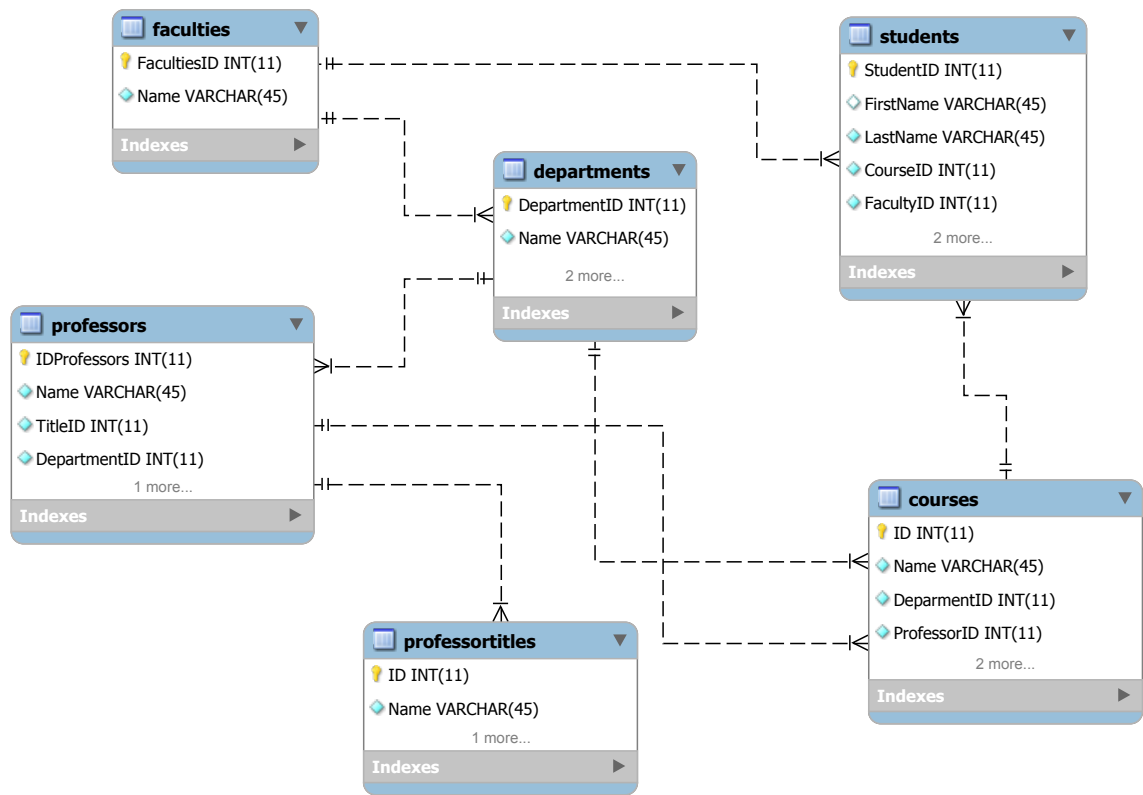 faculties
FacultiesID INT(11)
Name VARCHAR(45)
Indexes
students
StudentID INT(11)
FirstName VARCHAR(45)
LastName VARCHAR(45)
CourseID INT(11)
FacultyID INT(11)
2 more...
Indexes
departments
DepartmentID INT(11)
Name VARCHAR(45)
2 more...
Indexes
professors
IDProfessors INT(11)
Name VARCHAR(45)
TitleID INT(11)
DepartmentID INT(11)
1 more...
Indexes
courses
ID INT(11)
Name VARCHAR(45)
DeparmentID INT(11)
ProfessorID INT(11)
2 more...
Indexes
professortitles
ID INT(11)
Name VARCHAR(45)
1 more...
Indexes